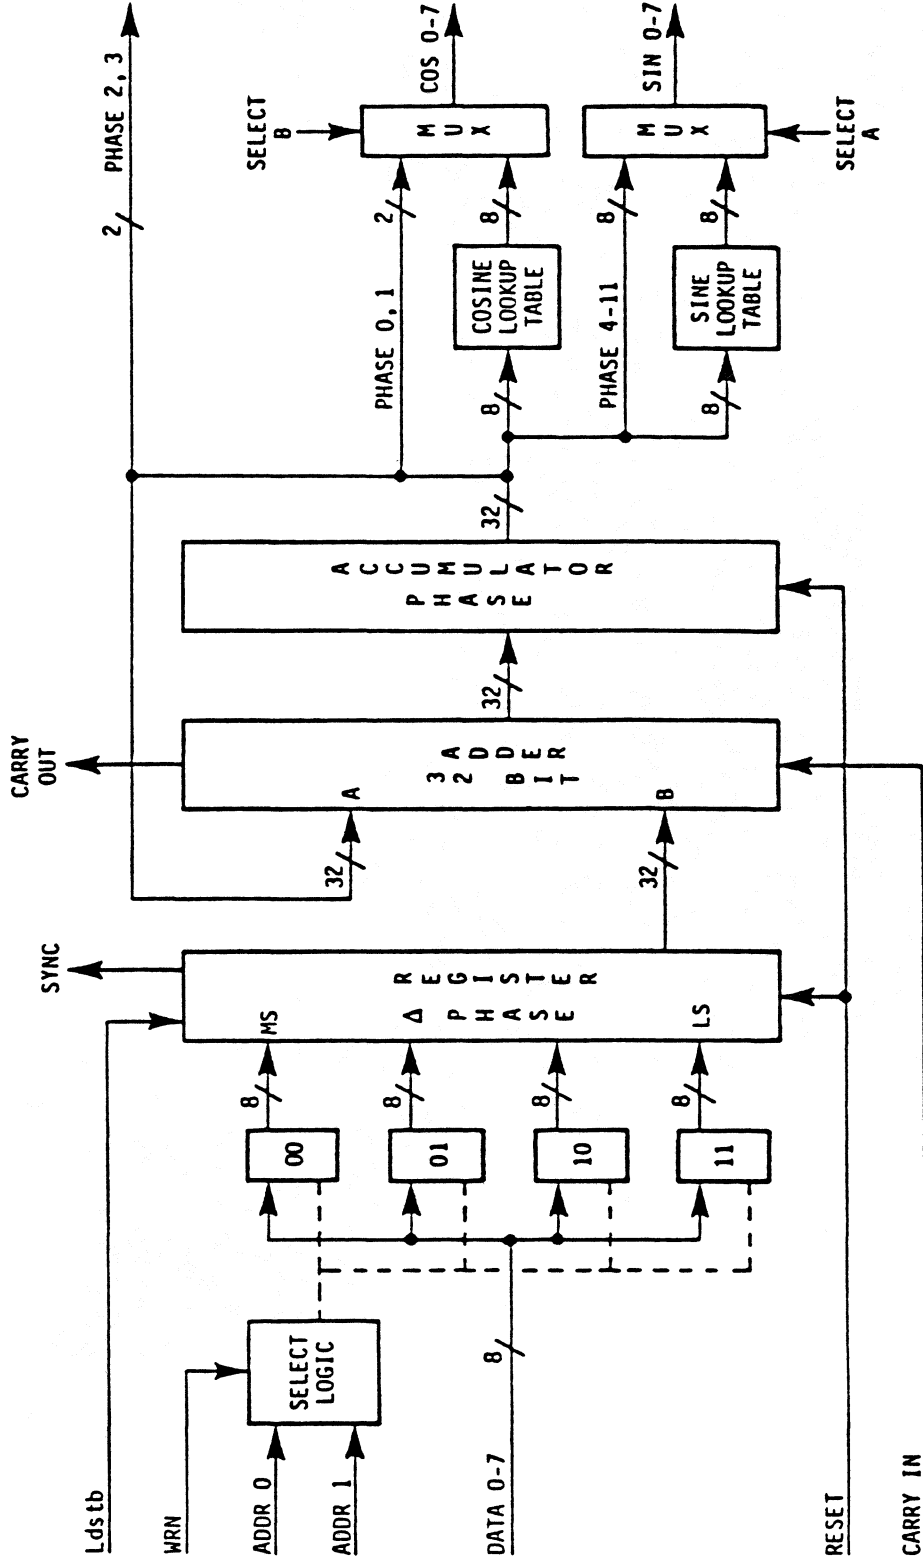 Ldstb
WRN
ADDR 0
ADDR 1
DATA 0-7
RESET
CARRY IN
SELECT
LOGIC
8
00
01
10
11
8
8
8
8
SYNC
MS
Δ PHASE
REGISTER
LS
32
32
CARRY
OUT
A
B
32 BIT
ADDER
32
PHASE
ACCUMULATOR
32
2
PHASE 2, 3
PHASE 0, 1
2
8
COSINE
LOOKUP
TABLE
8
PHASE 4-11
8
8
SINE
LOOKUP
TABLE
8
SELECT
B
MUX
COS 0-7
MUX
SIN 0-7
SELECT
A